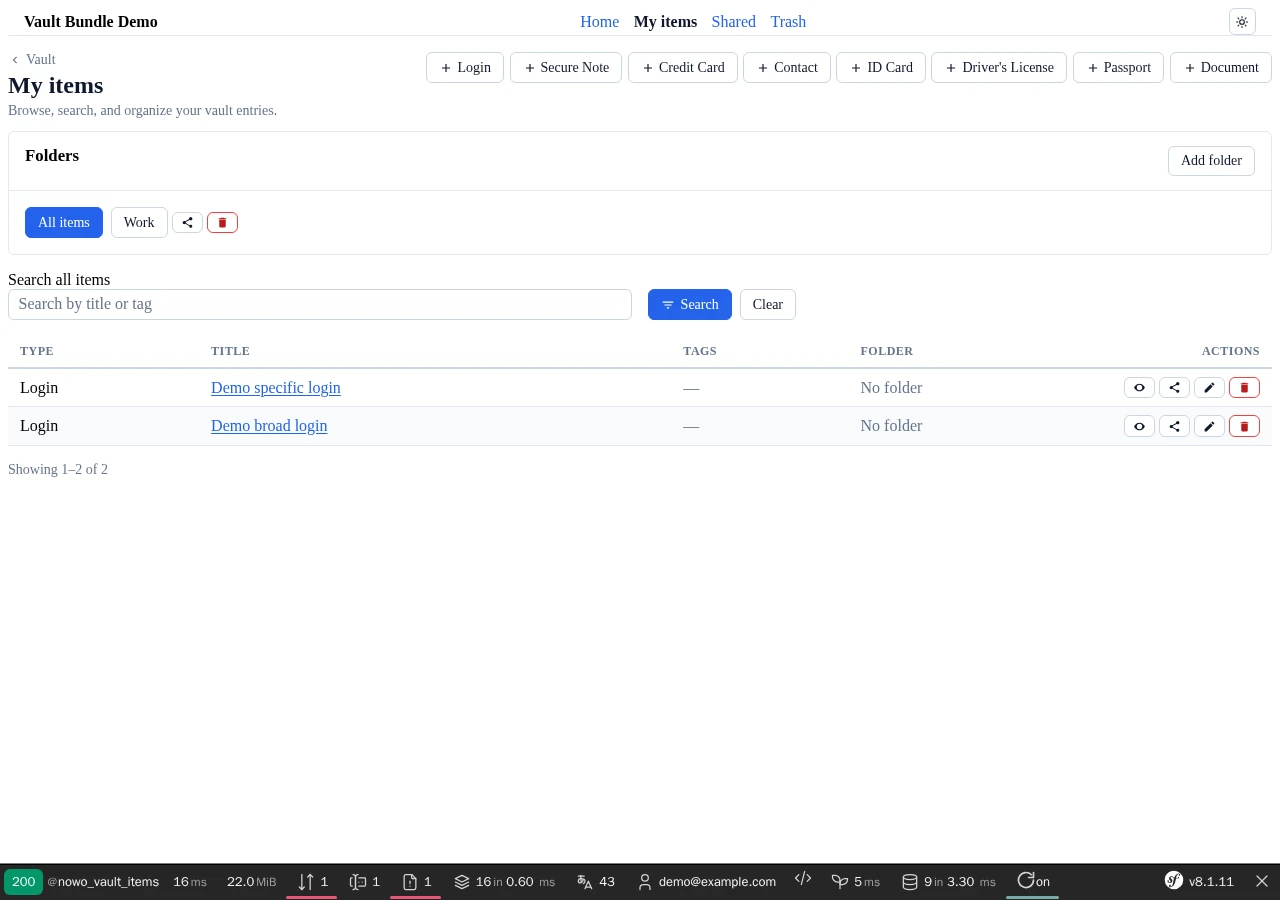 Vault Bundle Demo Home My items Shared Trash
Vault
My items
Browse, search, and organize your vault entries.
+ Login + Secure Note + Credit Card + Contact + ID Card + Driver's License + Passport + Document
Folders
Add folder
All items Work
Search all items
Search by title or tag Search Clear
TYPE TITLE TAGS FOLDER ACTIONS
Login Demo specific login — No folder
Login Demo broad login — No folder
Showing 1–2 of 2
200 @nowo_vault_items 16 ms 22.0 MiB 1 1 1 16 in 0.60 ms 43 demo@example.com </> 5 ms 9 in 3.30 ms on sf v8.1.11